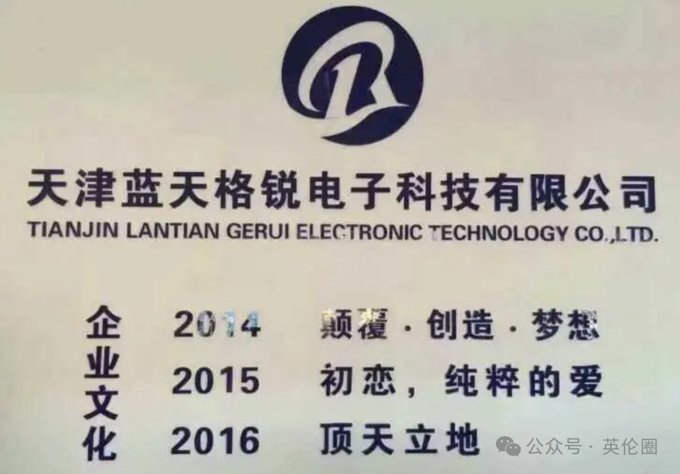 天津蓝天格锐电子科技有限公司
TIANJIN LANTIAN GERUI ELECTRONIC TECHNOLOGY CO.,LTD.
企业文化
2014 颠覆·创造·梦想
2015 初恋，纯粹的爱
2016 顶天立地
公众号·英伦圈